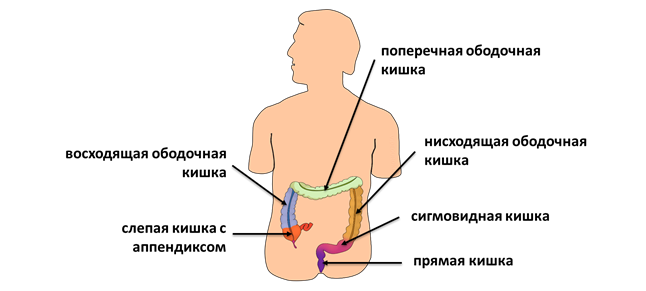 поперечная ободочная
кишка
восходящая ободочная
кишка
нисходящая ободочная
кишка
слепая кишка с
аппендиксом
сигмовидная кишка
прямая кишка